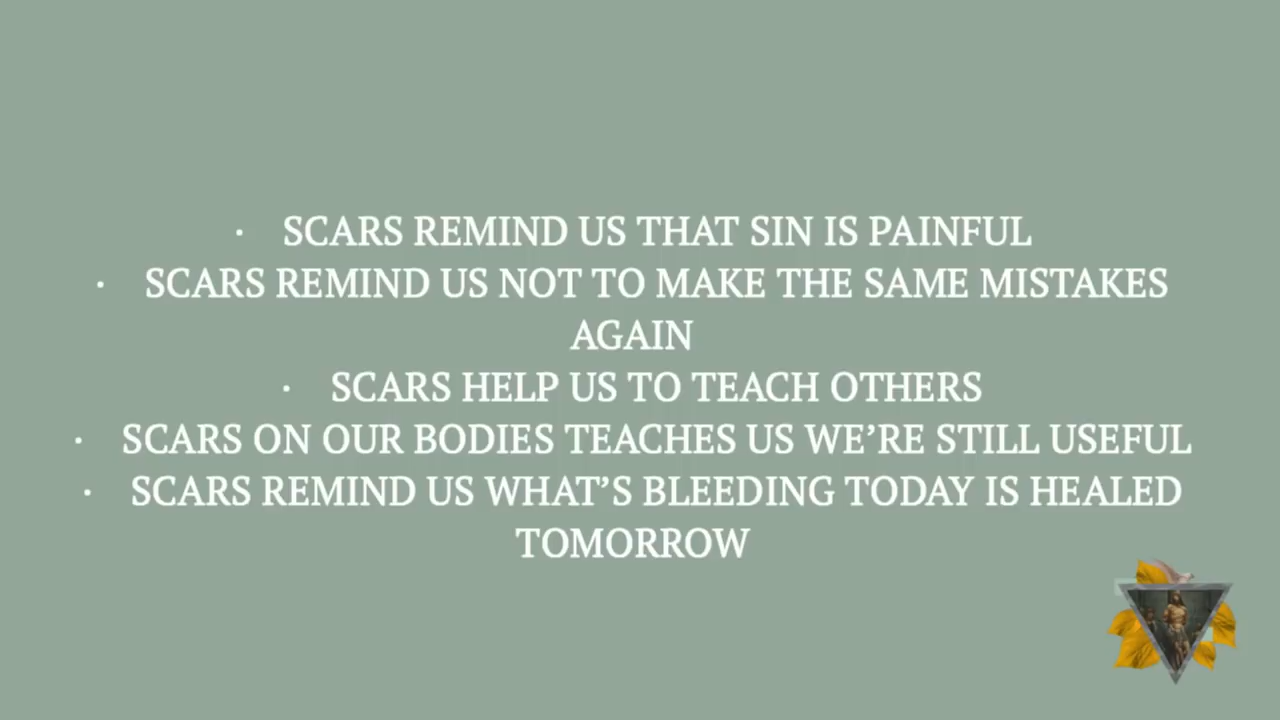 · SCARS REMIND US THAT SIN IS PAINFUL
· SCARS REMIND US NOT TO MAKE THE SAME MISTAKES
AGAIN
· SCARS HELP US TO TEACH OTHERS
· SCARS ON OUR BODIES TEACHES US WE’RE STILL USEFUL
· SCARS REMIND US WHAT’S BLEEDING TODAY IS HEALED
TOMORROW